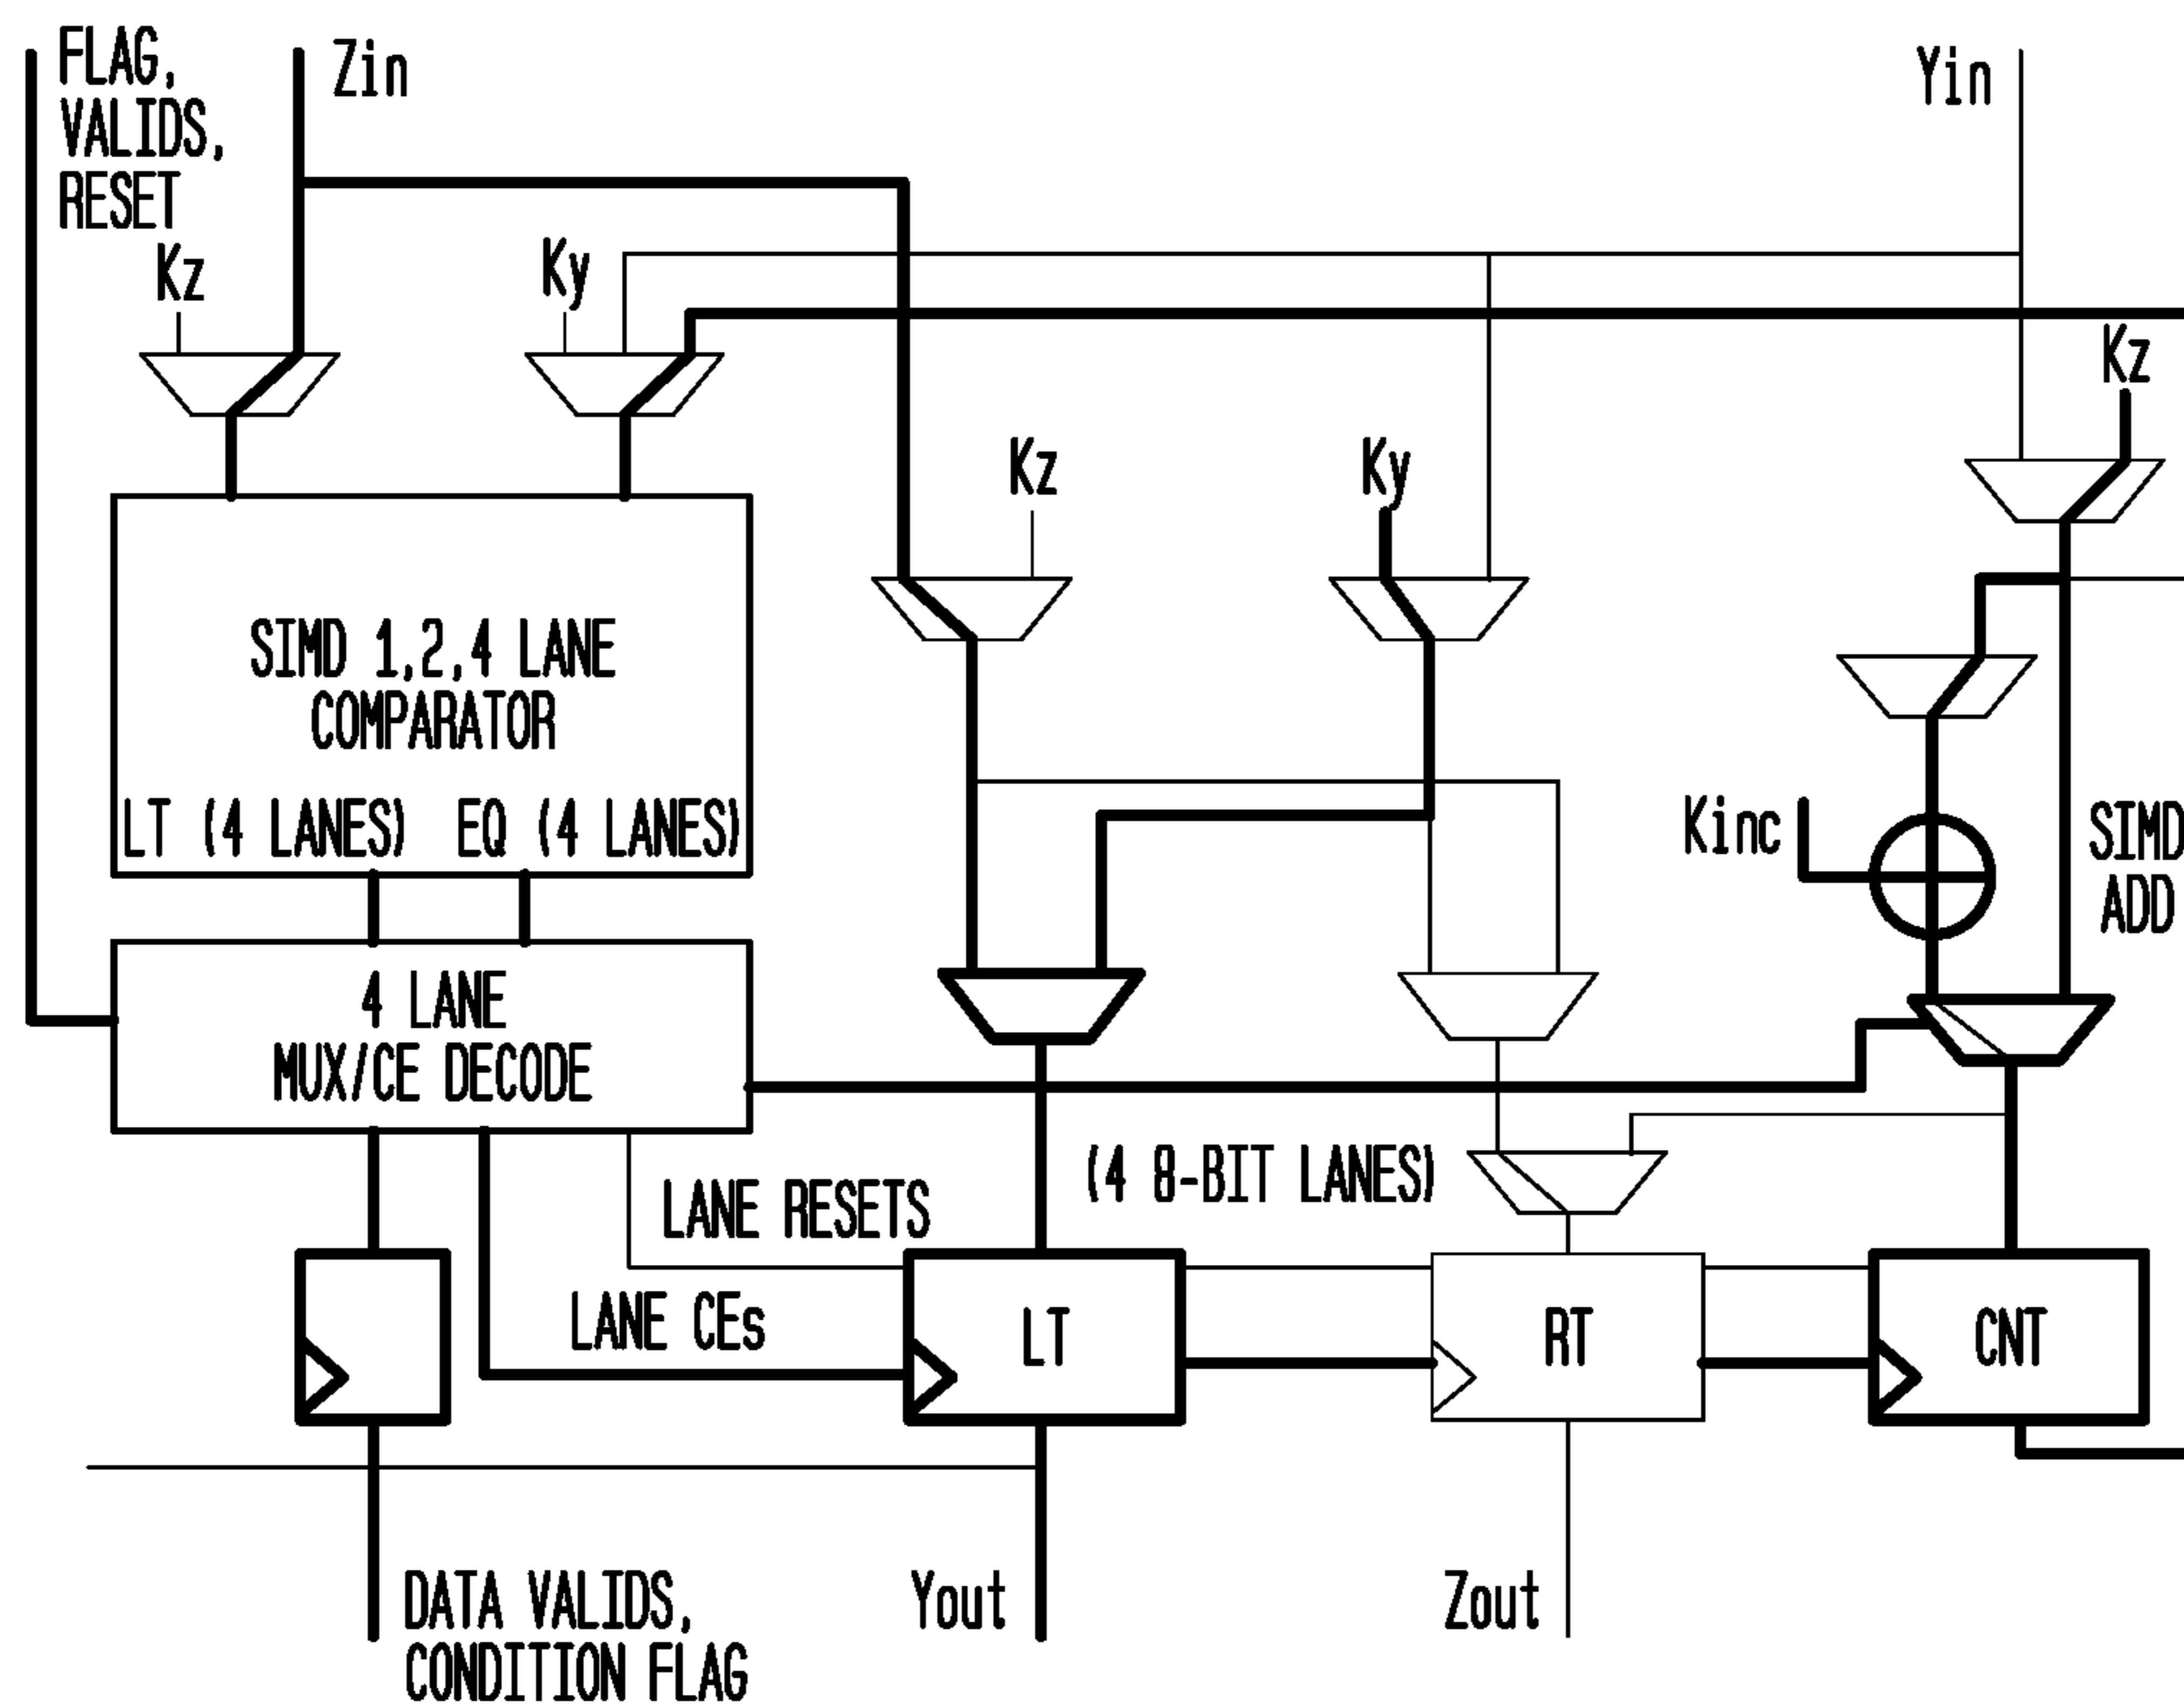 FLAG,
VALIDS,
RESET
Zin
Yin
Kz
Ky
Kz
Kz
Ky
SIMD 1,2,4 LANE
COMPARATOR
LT (4 LANES) EQ (4 LANES)
Kinc
SIMD
ADD
4 LANE
MUX/CE DECODE
(4 8-BIT LANES)
LANE RESETS
LANE CEs
LT
RT
CNT
DATA VALIDS,
CONDITION FLAG
Yout
Zout